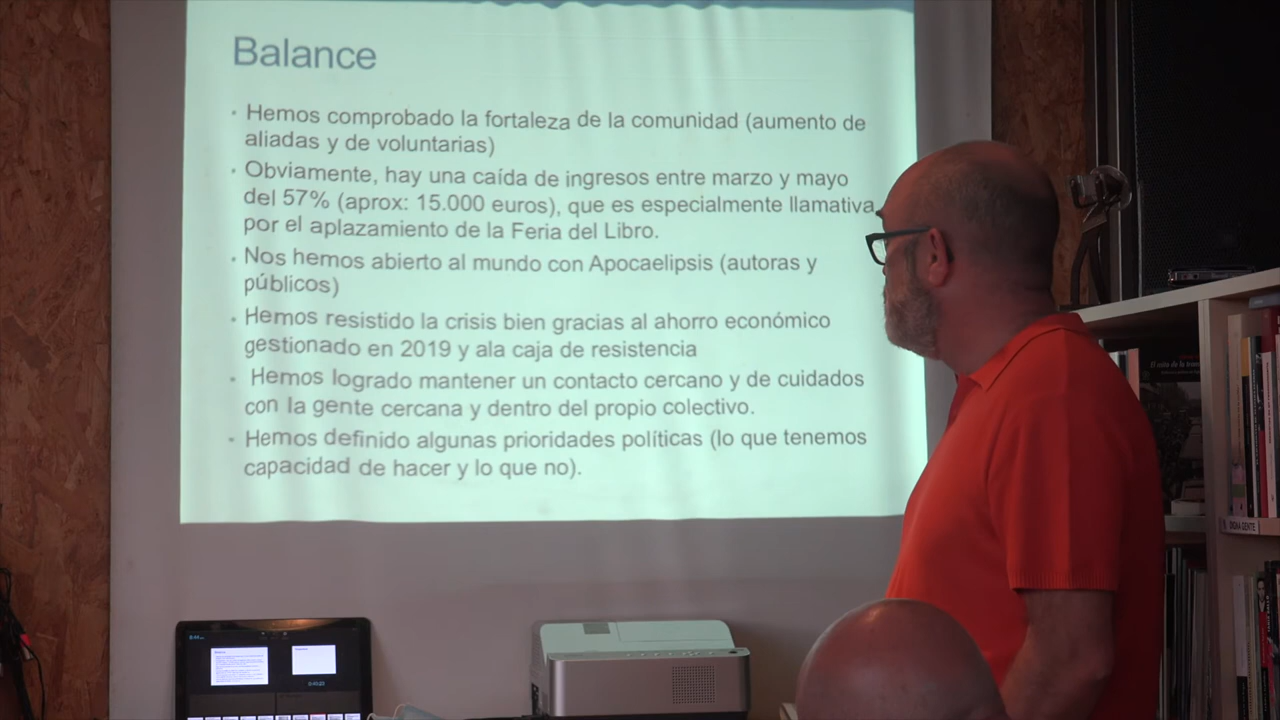 Balance
· Hemos comprobado la fortaleza de la comunidad (aumento de
aliadas y de voluntarias)
· Obviamente, hay una caída de ingresos entre marzo y mayo
del 57% (aprox: 15.000 euros), que es especialmente llamativa
por el aplazamiento de la Feria del Libro.
· Nos hemos abierto al mundo con Apocaelipsis (autoras y
públicos)
· Hemos resistido la crisis bien gracias al ahorro económico
gestionado en 2019 y ala caja de resistencia
· Hemos logrado mantener un contacto cercano y de cuidados
con la gente cercana y dentro del propio colectivo.
· Hemos definido algunas prioridades políticas (lo que tenemos
capacidad de hacer y lo que no).